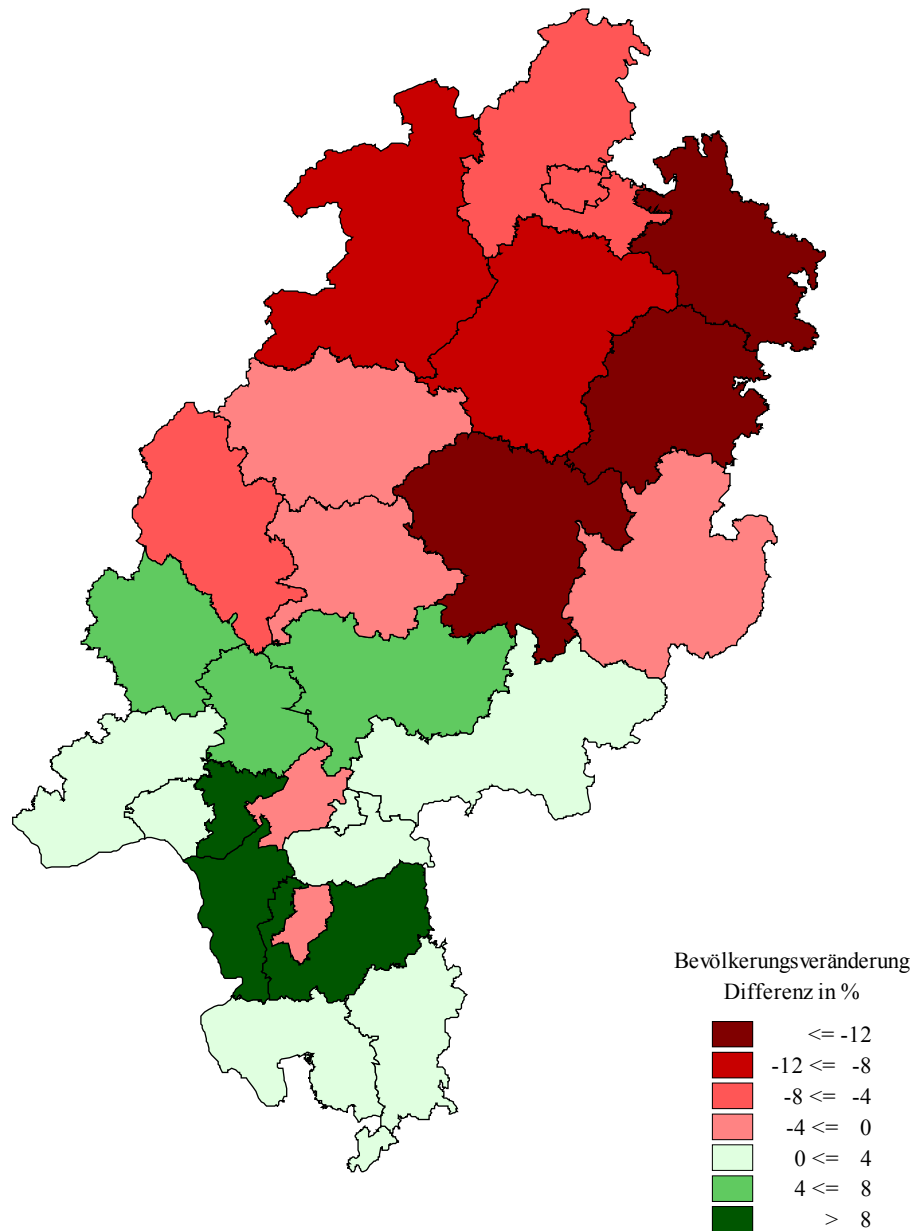 Bevölkerungsveränderung
Differenz in %
<= -12
-12 <= -8
-8 <= -4
-4 <= 0
0 <= 4
4 <= 8
> 8